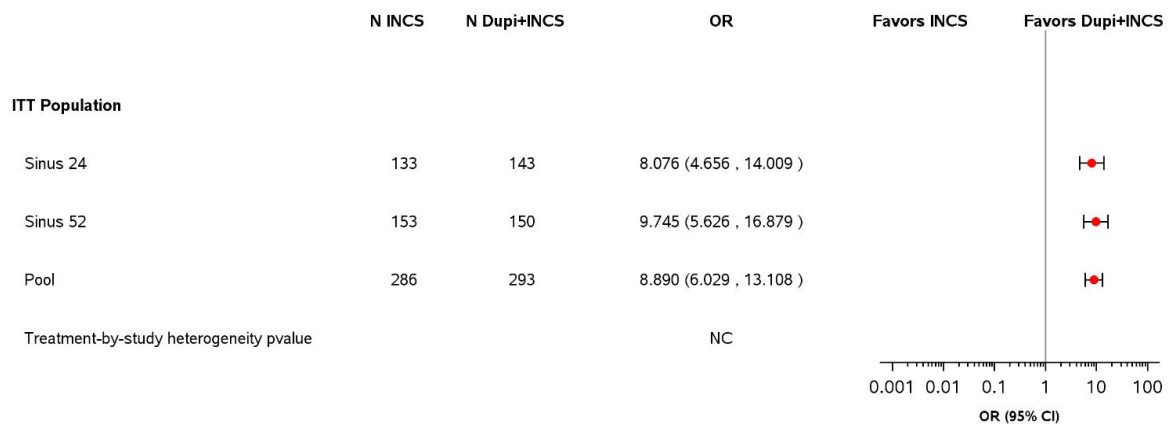 N INCS N Dupi+INCS OR Favors INCS Favors Dupi+INCS
ITT Population
Sinus 24 133 143 8.076 (4.656 , 14.009 )
Sinus 52 153 150 9.745 (5.626 , 16.879 )
Pool 286 293 8.890 (6.029 , 13.108 )
Treatment-by-study heterogeneity pvalue NC
0.001 0.01 0.1 1 10 100
OR (95% CI)